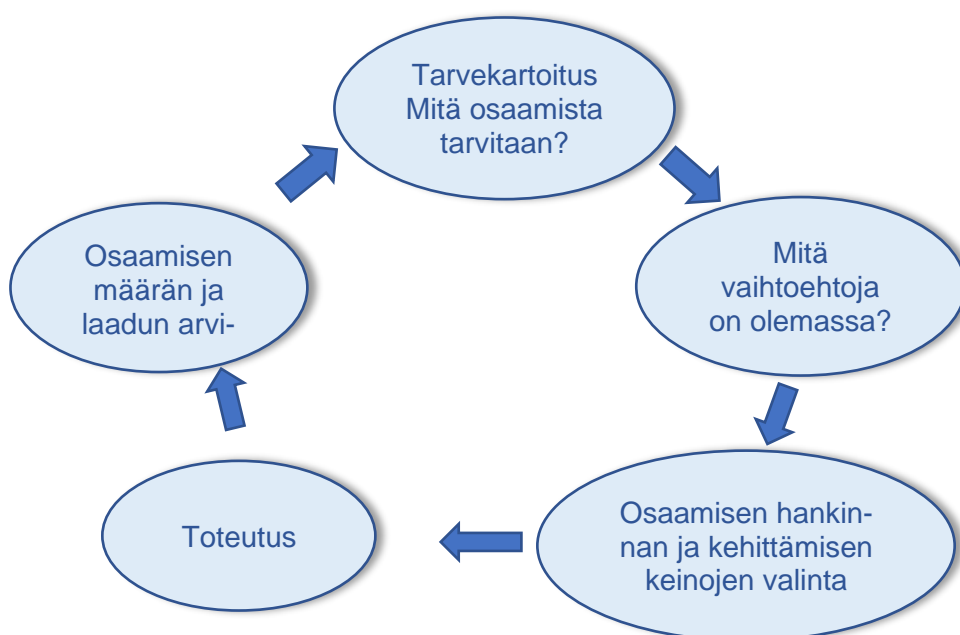 Tarvekartoitus
Mitä osaamista
tarvitaan?
Mitä
vaihtoehtoja
on olemassa?
Osaamisen hankin-
nan ja kehittämisen
keinojen valinta
Toteutus
Osaamisen
määrän ja
laadun arvi-